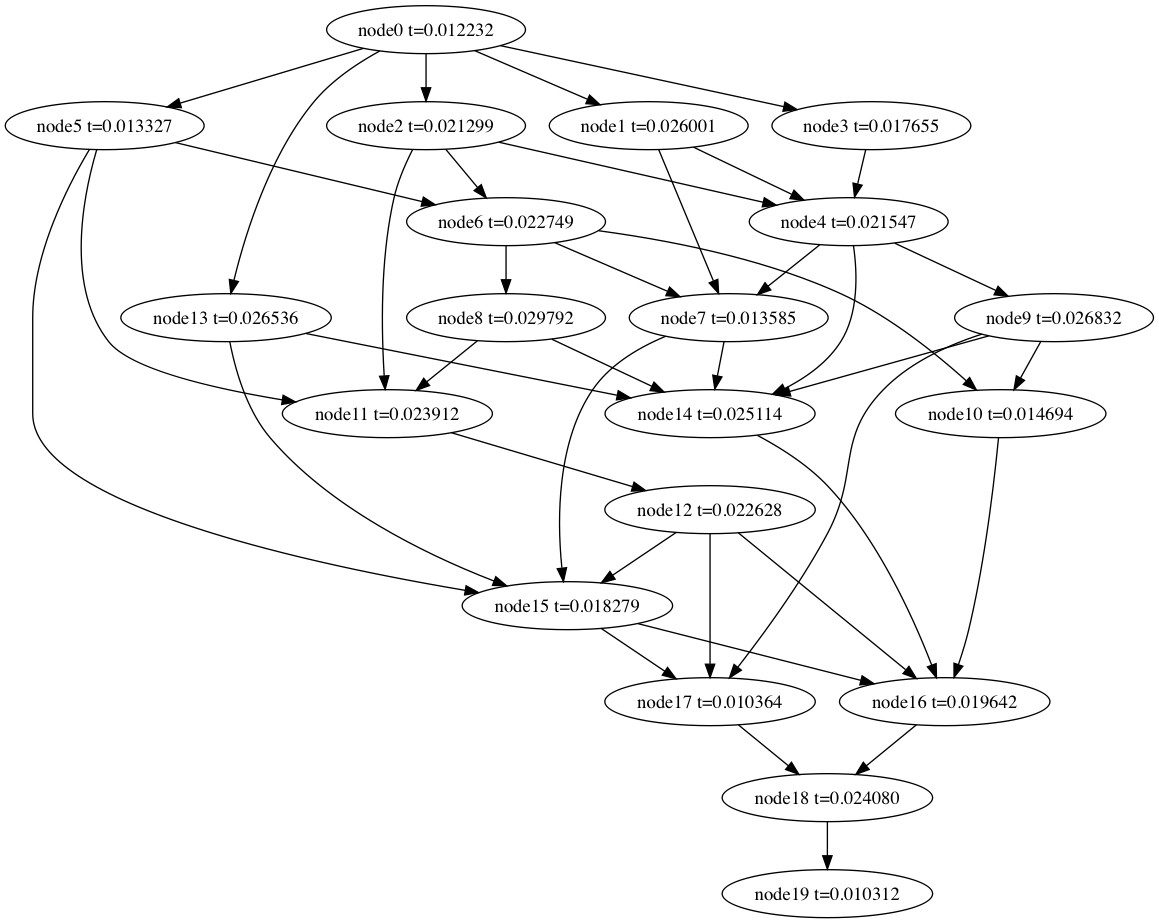 node0 t=0.012232
node5 t=0.013327
node2 t=0.021299
node1 t=0.026001
node3 t=0.017655
node6 t=0.022749
node4 t=0.021547
node13 t=0.026536
node8 t=0.029792
node7 t=0.013585
node9 t=0.026832
node11 t=0.023912
node14 t=0.025114
node10 t=0.014694
node12 t=0.022628
node15 t=0.018279
node17 t=0.010364
node16 t=0.019642
node18 t=0.024080
node19 t=0.010312